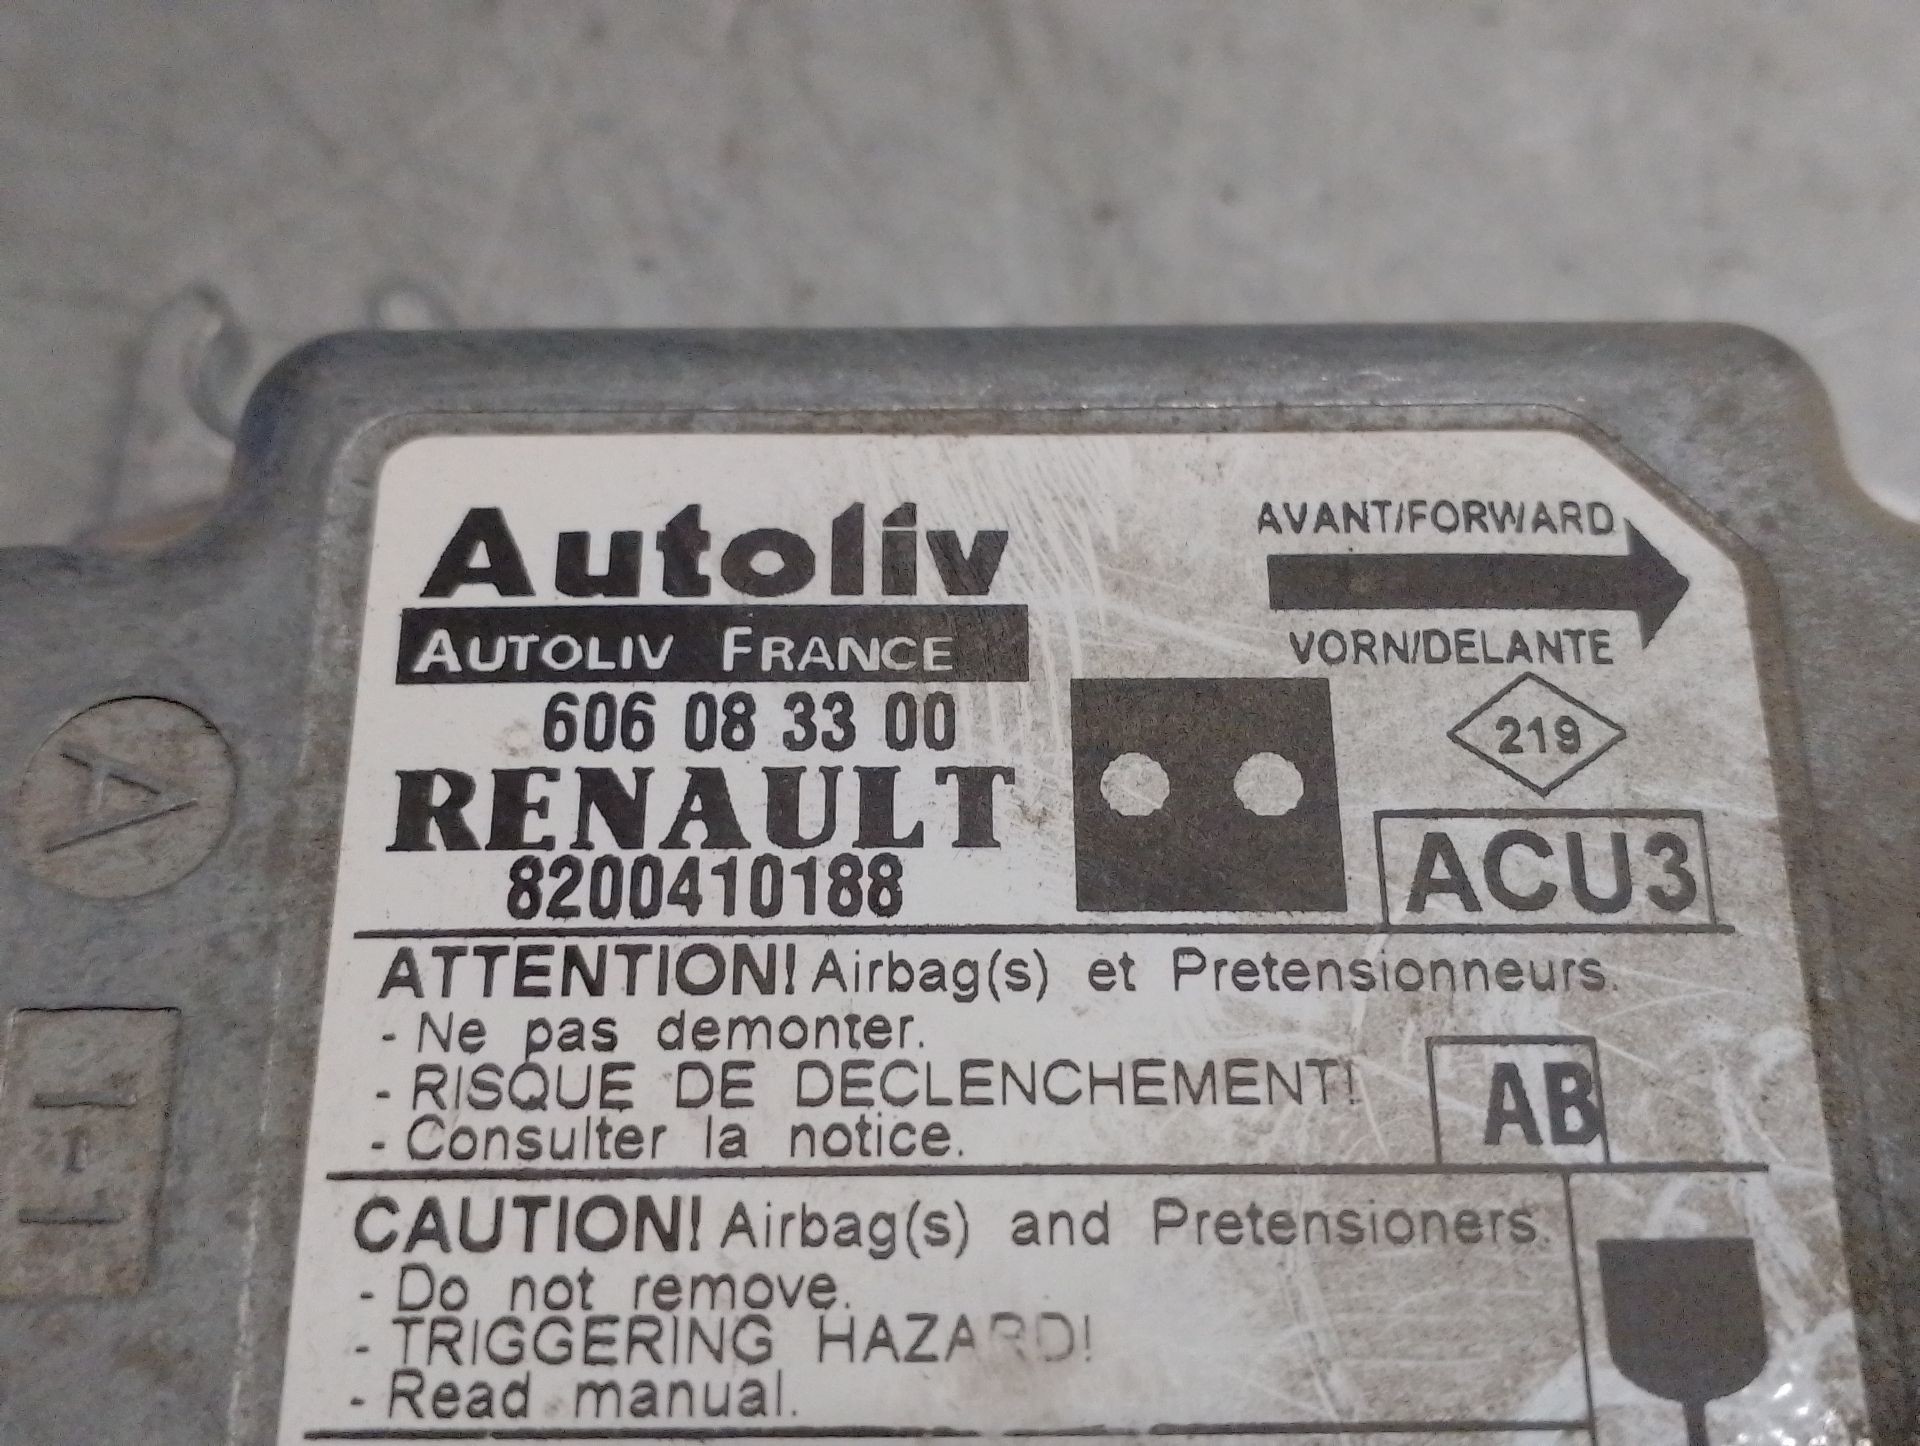 Autoliv
AUTOLIV FRANCE
606 08 33 00
RENAULT
8200410188
AVANT/FORWARD
VORN/DELANTE
219
ACU3
ATTENTION! Airbag(s) et Pretensionneurs.
- Ne pas demonter.
- RISQUE DE DECLENCHEMENT!
- Consulter la notice.
AB
CAUTION! Airbag(s) and Pretensioners.
- Do not remove.
- TRIGGERING HAZARD!
- Read manual.
A
1